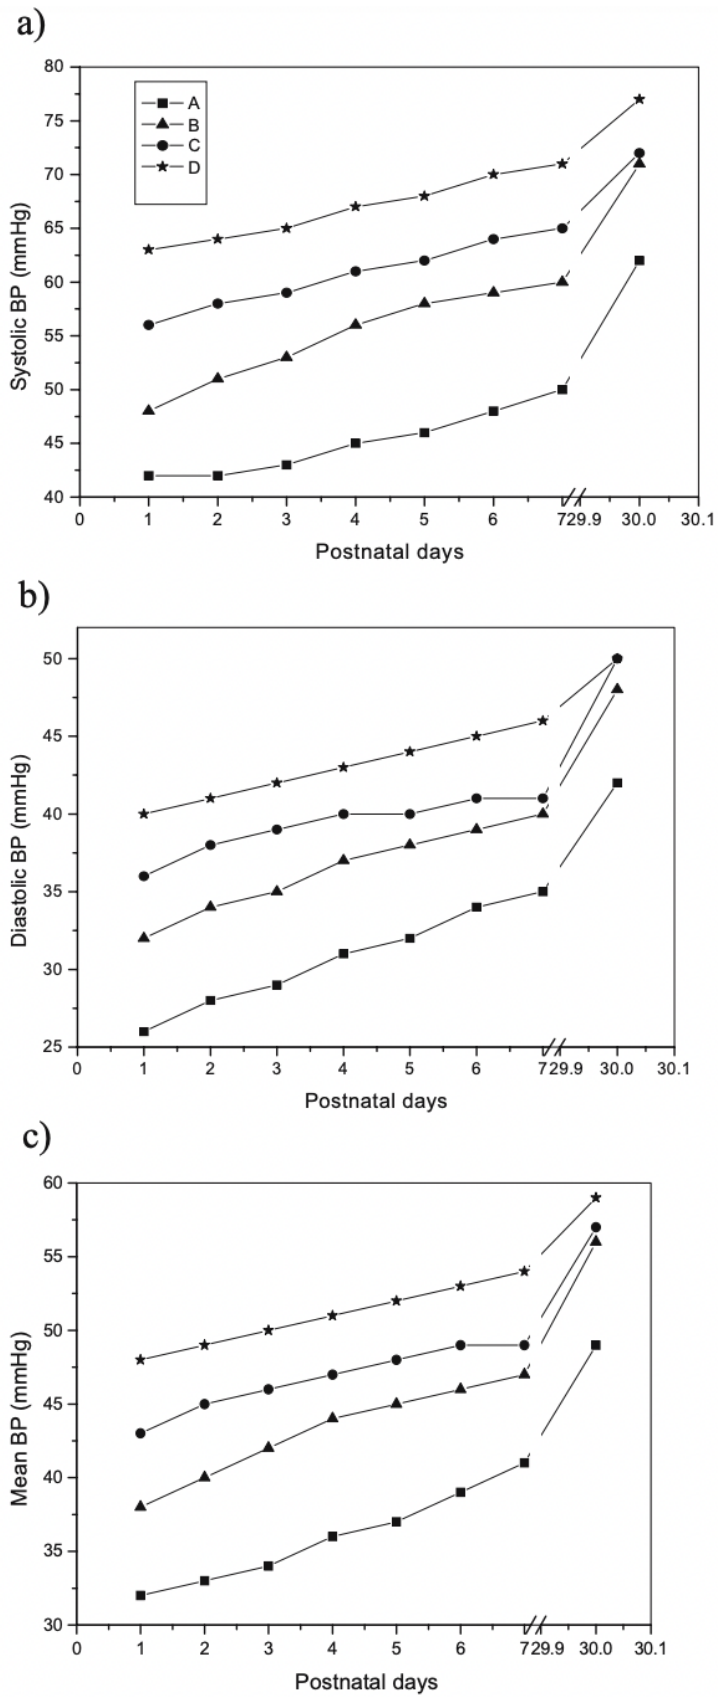 a)
80
75
70
65
60
55
50
45
40
A
B
C
D
Systolic BP (mmHg)
0 1 2 3 4 5 6 7 29.9 30.0 30.1
Postnatal days
b)
50
45
40
35
30
25
Diastolic BP (mmHg)
0 1 2 3 4 5 6 7 29.9 30.0 30.1
Postnatal days
c)
60
55
50
45
40
35
30
Mean BP (mmHg)
0 1 2 3 4 5 6 7 29.9 30.0 30.1
Postnatal days